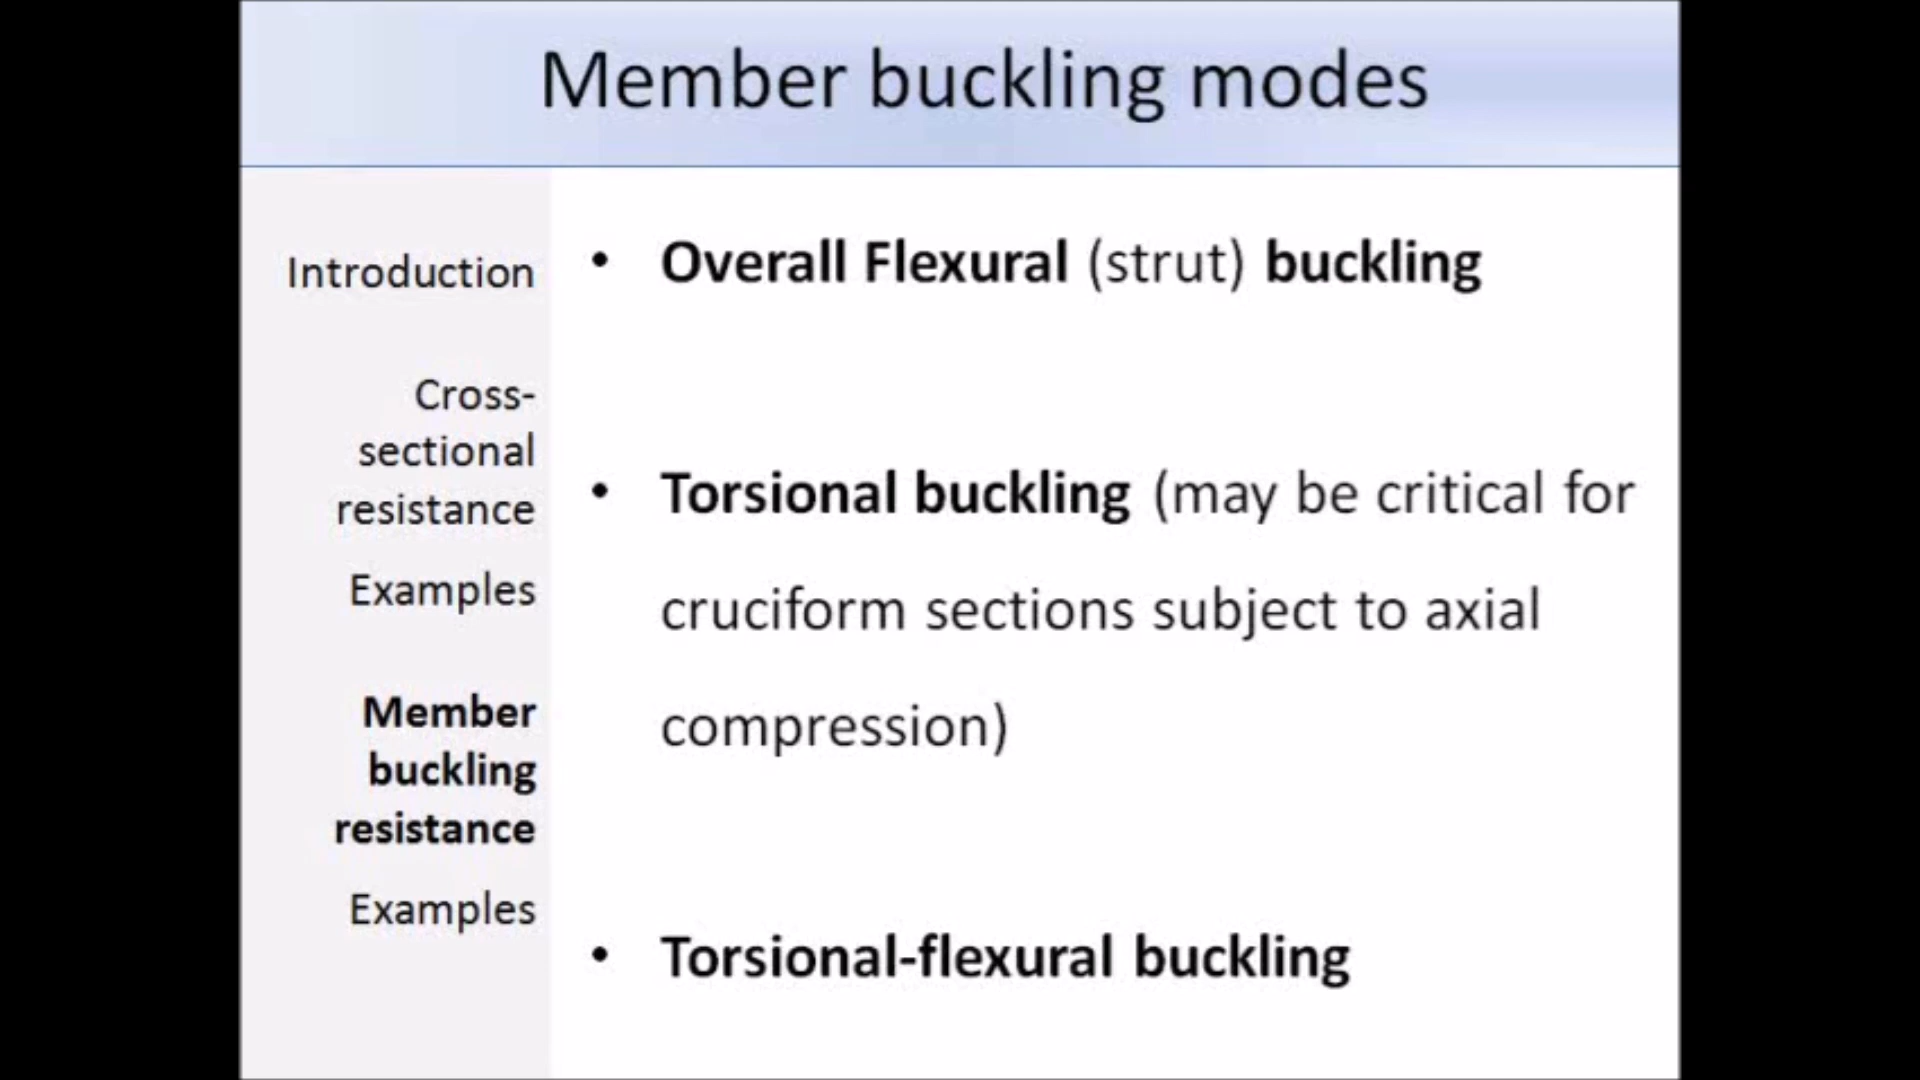 Member buckling modes
Introduction
Cross-
sectional
resistance
Examples
Member
buckling
resistance
Examples
• Overall Flexural (strut) buckling
• Torsional buckling (may be critical for
cruciform sections subject to axial
compression)
• Torsional-flexural buckling